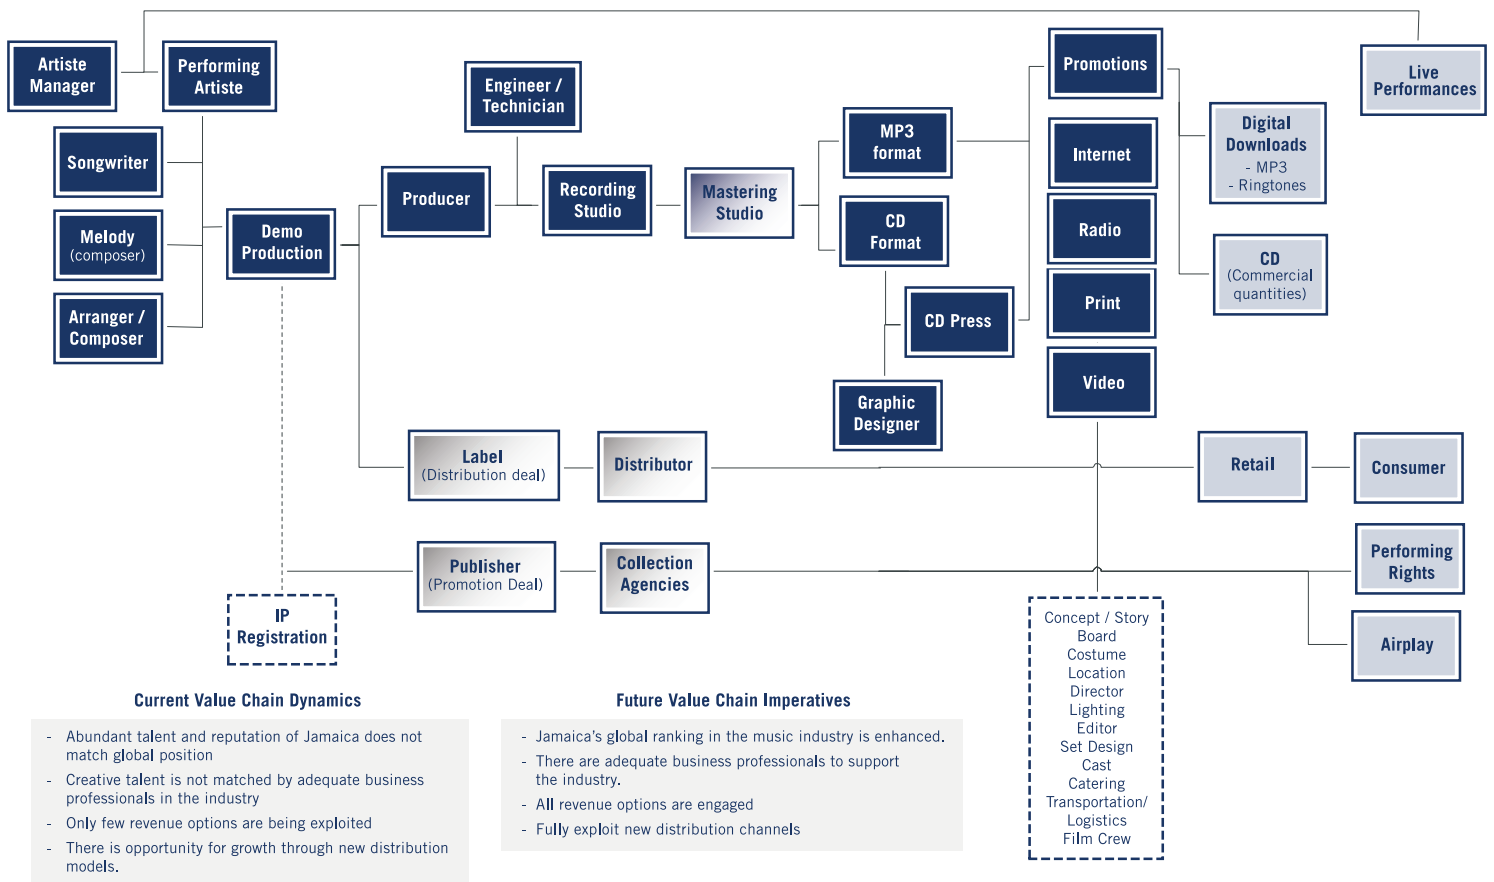 Artiste
Manager
Performing
Artiste
Songwriter
Melody
(composer)
Arranger /
Composer
Demo
Production
IP
Registration
Producer
Engineer /
Technician
Recording
Studio
Mastering
Studio
MP3
format
CD
Format
CD Press
Graphic
Designer
Promotions
Internet
Radio
Print
Video
Live
Performances
Digital
Downloads
- MP3
- Ringtones
CD
(Commercial
quantities)
Label
(Distribution deal)
Distributor
Retail
Consumer
Publisher
(Promotion Deal)
Collection
Agencies
Performing
Rights
Airplay
Concept / Story
Board
Costume
Location
Director
Lighting
Editor
Set Design
Cast
Catering
Transportation/
Logistics
Film Crew
Current Value Chain Dynamics
- Abundant talent and reputation of Jamaica does not
match global position
- Creative talent is not matched by adequate business
professionals in the industry
- Only few revenue options are being exploited
- There is opportunity for growth through new distribution
models.
Future Value Chain Imperatives
- Jamaica's global ranking in the music industry is enhanced.
- There are adequate business professionals to support
the industry.
- All revenue options are engaged
- Fully exploit new distribution channels